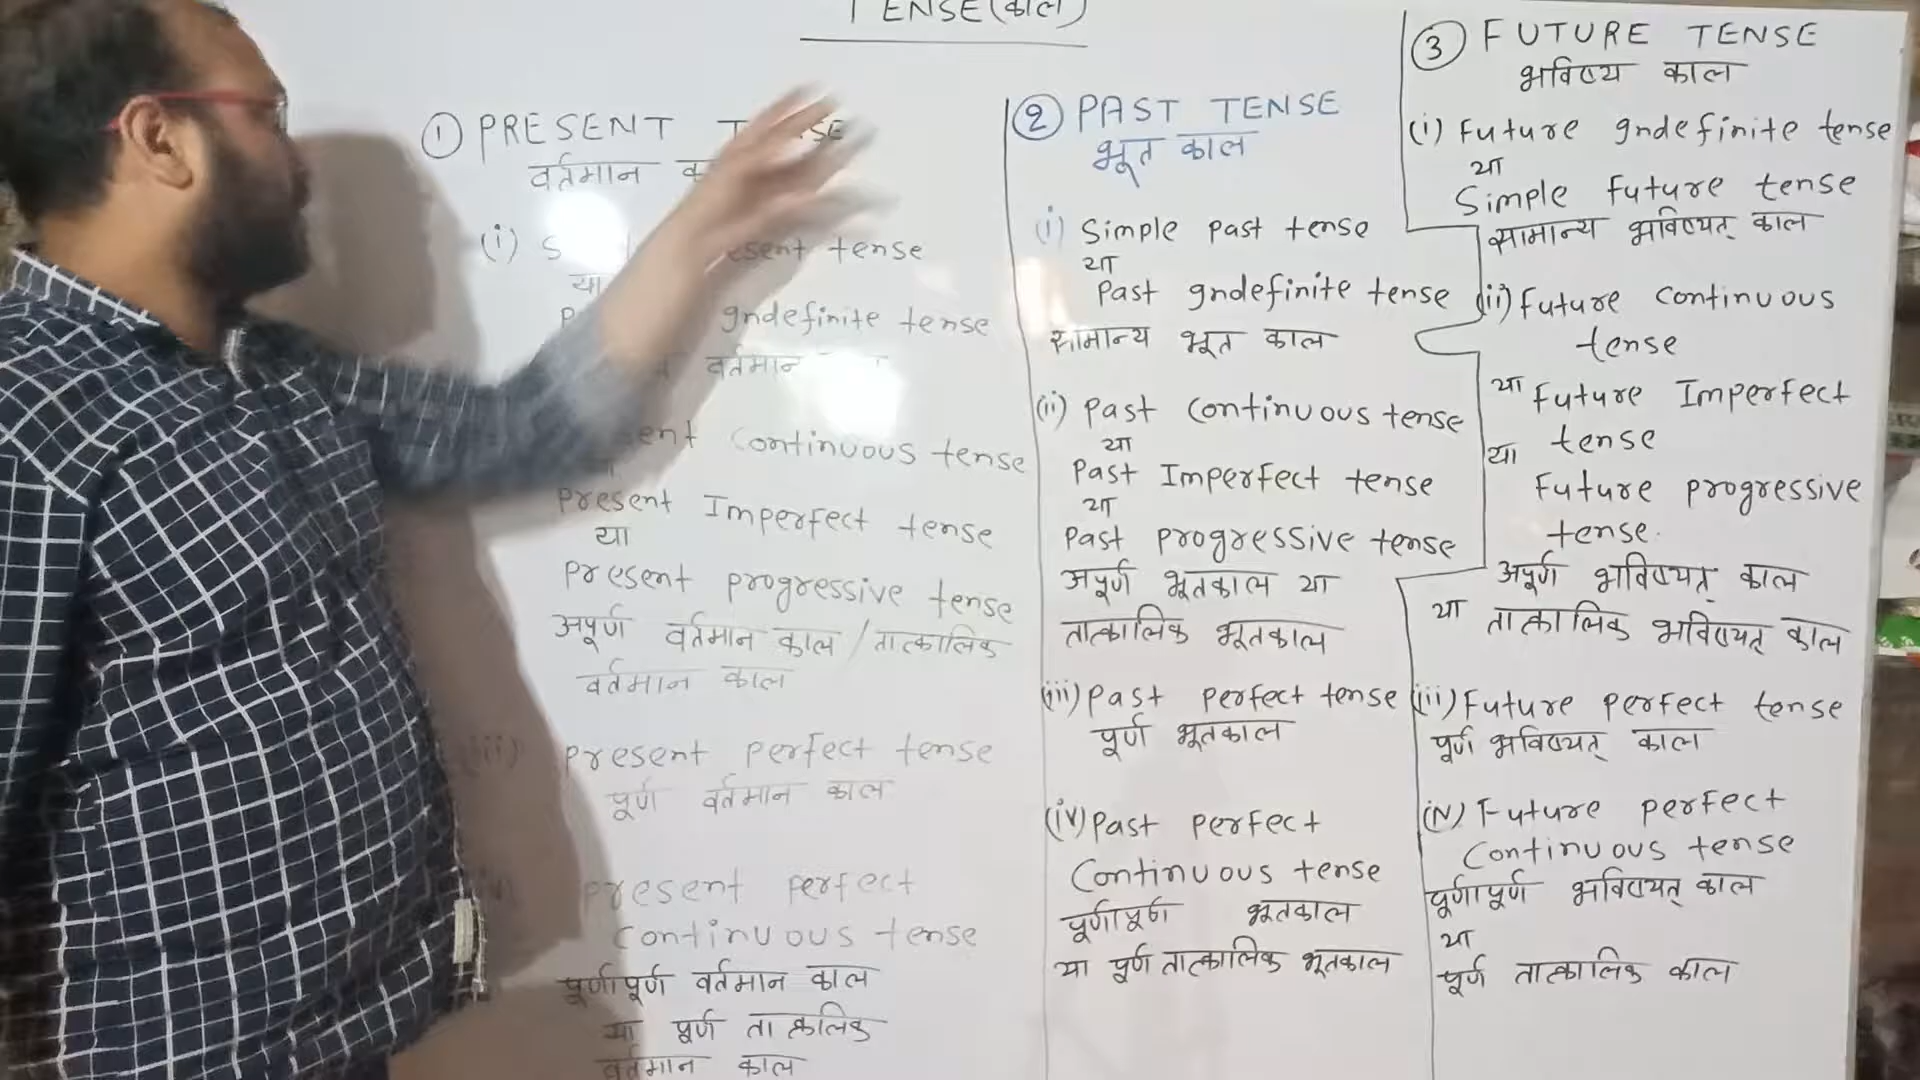 TENSE (काल)
① PRESENT
वर्तमान
(i) tense
या
gndefinite tense
वर्तमान
continuous tense
present Imperfect tense
या
present progressive tense
अपूर्ण वर्तमान काल / तात्कालिक
वर्तमान काल
present perfect tense
पूर्ण वर्तमान काल
present perfect
continuous tense
पूर्णापूर्ण वर्तमान काल
या पूर्ण तात्कलिक
वर्तमान काल
② PAST TENSE
भूत काल
(i) Simple past tense
या
Past gndefinite tense
सामान्य भूत काल
(ii) Past continuous tense
या
Past Imperfect tense
या
Past progressive tense
अपूर्ण भूतकाल या
तात्कालिक भूतकाल
(iii) Past perfect tense
पूर्ण भूतकाल
(iv) Past perfect
Continuous tense
पूर्णापूर्ण भूतकाल
या पूर्ण तात्कालिक भूतकाल
③ FUTURE TENSE
भविष्य काल
(i) Future gndefinite tense
या
Simple future tense
सामान्य भविष्यत् काल
(ii) Future continuous
tense
या Future Imperfect
tense
या
Future progressive
tense.
अपूर्ण भविष्यत् काल
या तात्कालिक भविष्यत् काल
(iii) Future perfect tense
पूर्ण भविष्यत् काल
(iv) Future perfect
Continuous tense
पूर्णापूर्ण भविष्यत् काल
या
पूर्ण तात्कालिक काल